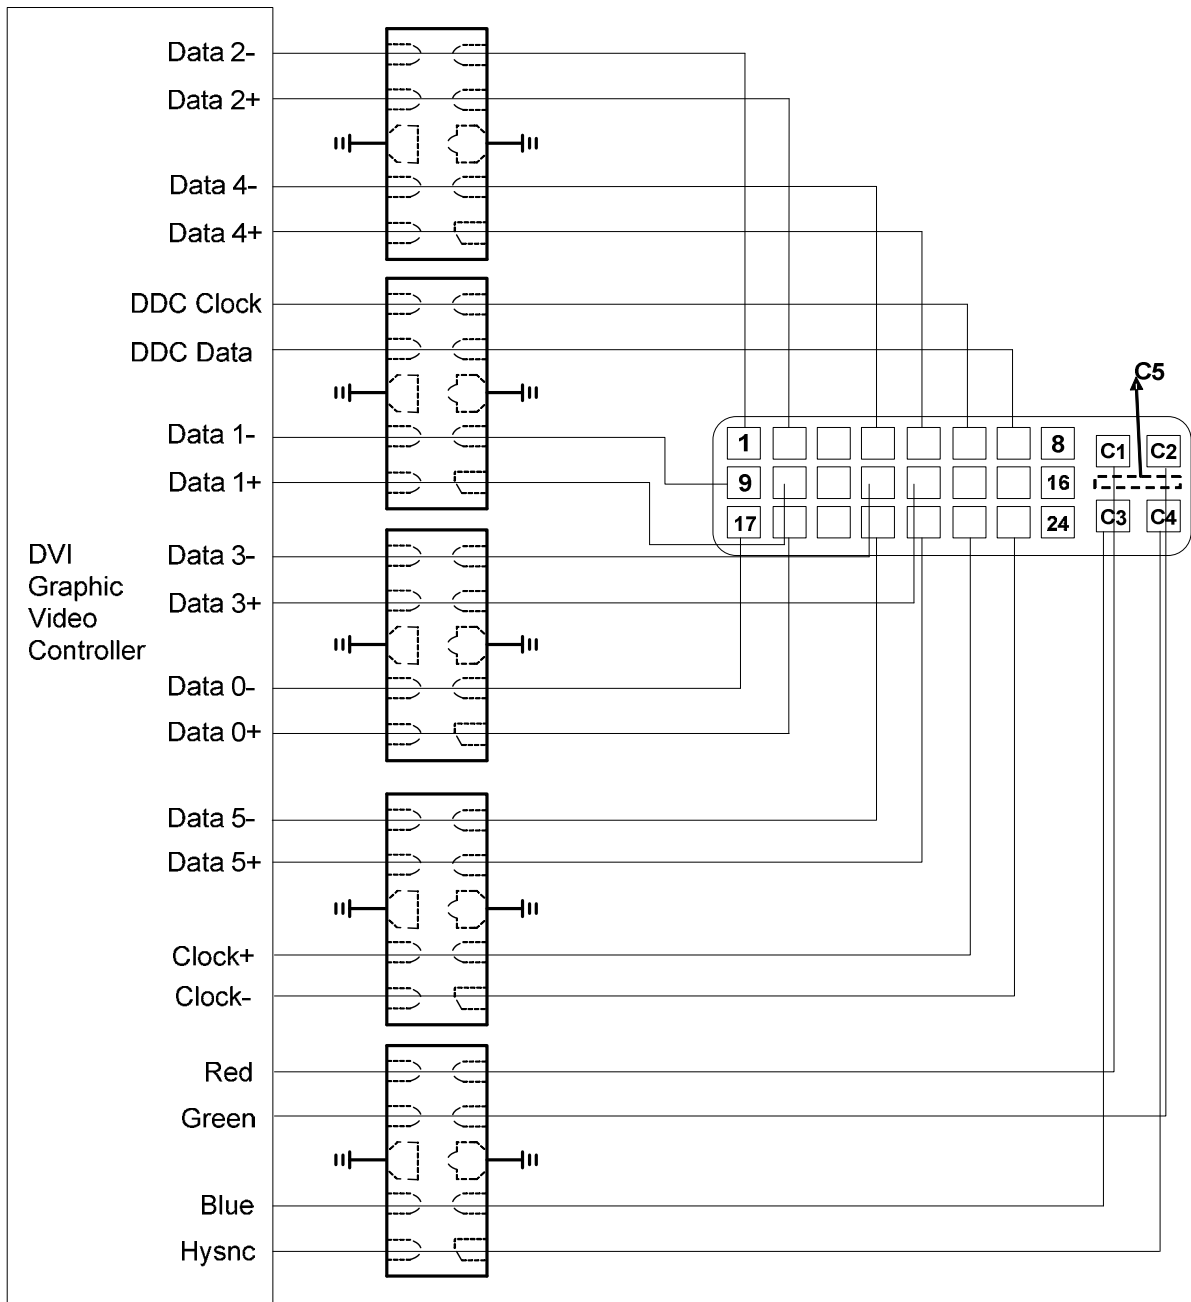 Data 2-
Data 2+
Data 4-
Data 4+
DDC Clock
DDC Data
C5
Data 1-
Data 1+
1
8
C1
C2
9
16
17
24
C3
C4
DVI
Graphic
Video
Controller
Data 3-
Data 3+
Data 0-
Data 0+
Data 5-
Data 5+
Clock+
Clock-
Red
Green
Blue
Hysnc